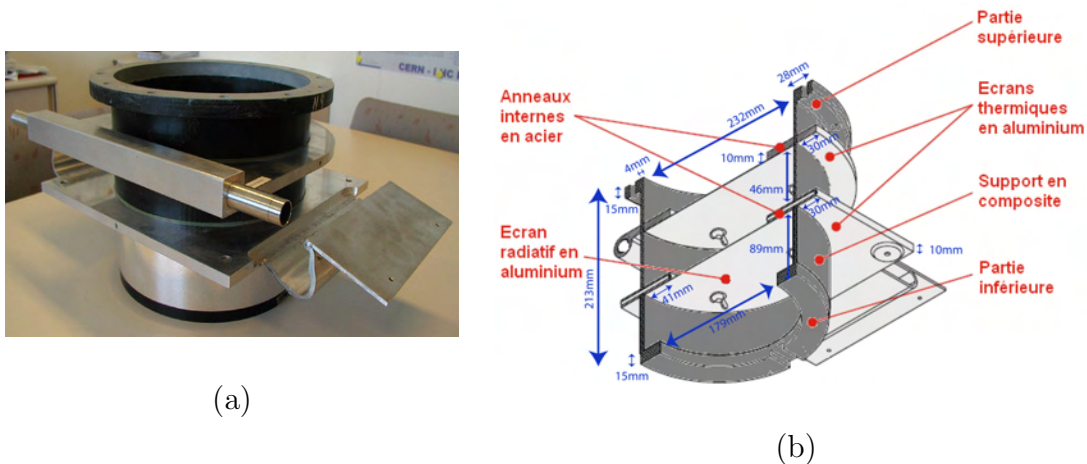 CERN - LHC
Partie
supérieure
28mm
Anneaux
internes
en acier
232mm
Ecrans
thermiques
en aluminium
30mm
4mm
10mm
15mm
46mm
30mm
Support en
composite
Ecran
radiatif en
aluminium
89mm
10mm
213mm
41mm
Partie
inférieure
179mm
15mm
(a)
(b)